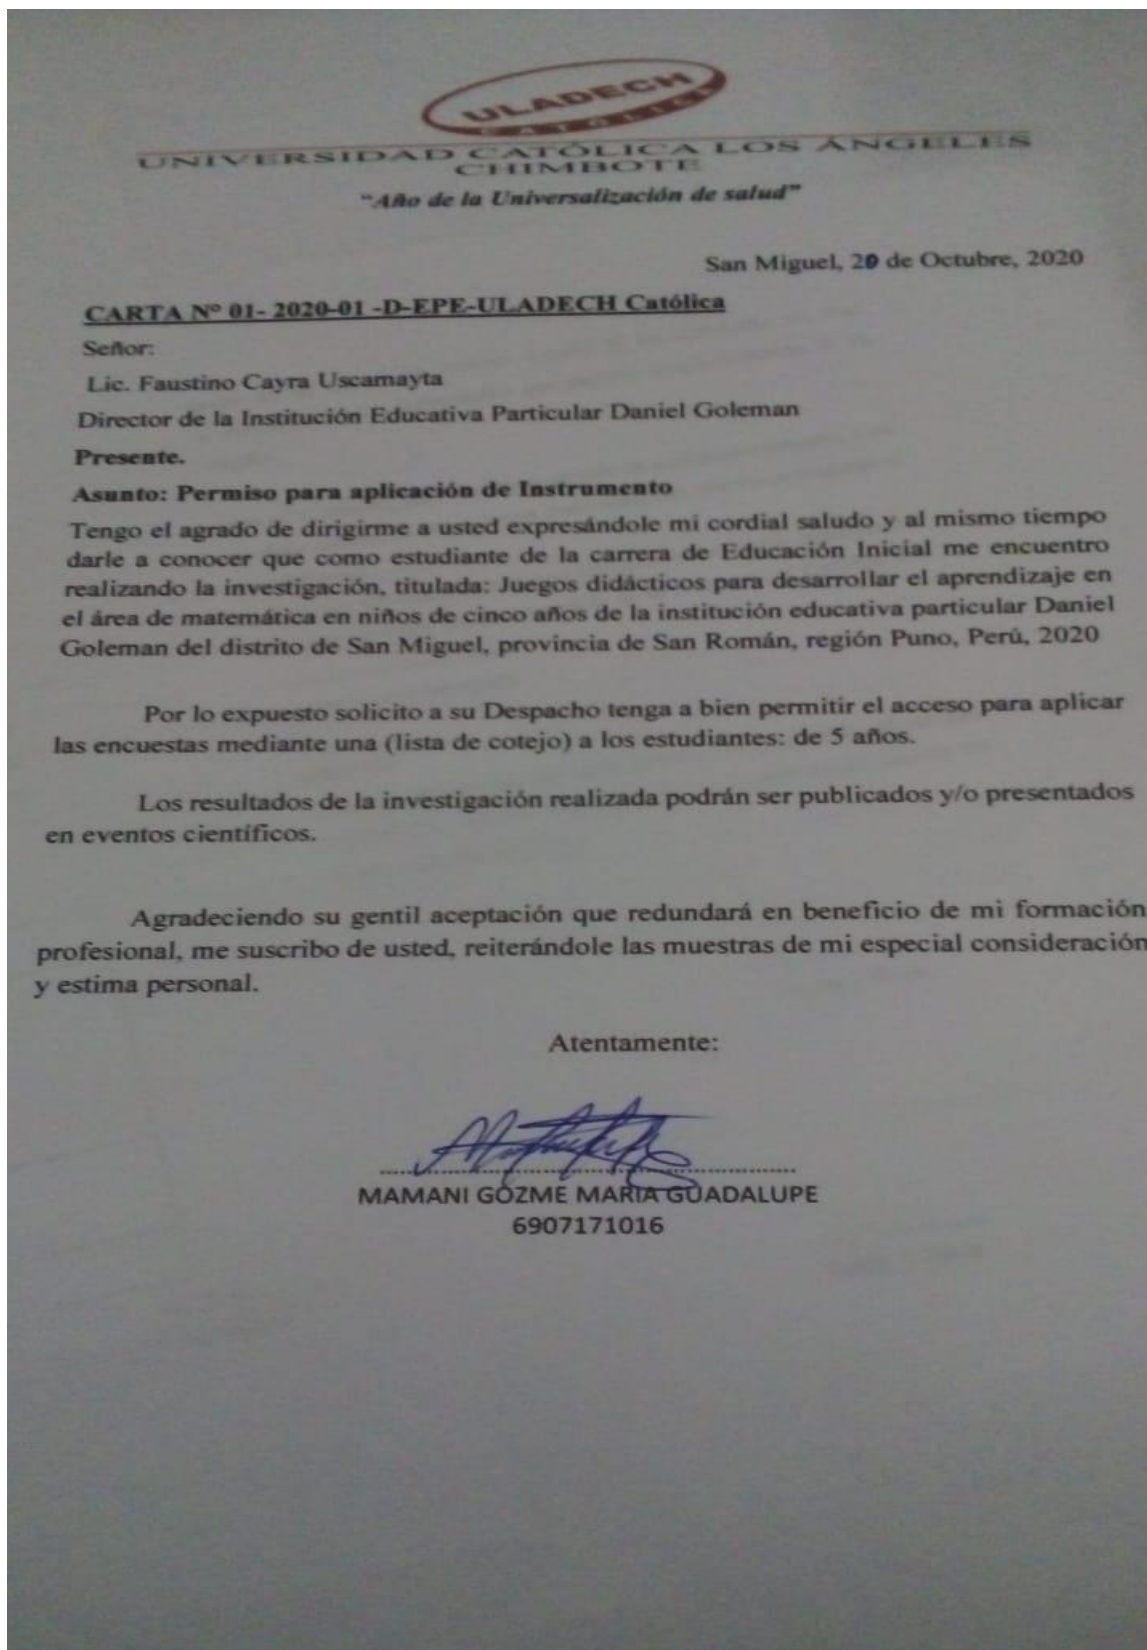 ULADECH
CATÓLICA
UNIVERSIDAD CATÓLICA LOS ÁNGELES
CHIMBOTE
"Año de la Universalización de salud"
San Miguel, 20 de Octubre, 2020
CARTA Nº 01- 2020-01 -D-EPE-ULADECH Católica
Señor:
Lic. Faustino Cayra Uscamayta
Director de la Institución Educativa Particular Daniel Goleman
Presente.
Asunto: Permiso para aplicación de Instrumento
Tengo el agrado de dirigirme a usted expresándole mi cordial saludo y al mismo tiempo
darle a conocer que como estudiante de la carrera de Educación Inicial me encuentro
realizando la investigación, titulada: Juegos didácticos para desarrollar el aprendizaje en
el área de matemática en niños de cinco años de la institución educativa particular Daniel
Goleman del distrito de San Miguel, provincia de San Román, región Puno, Perú, 2020
Por lo expuesto solicito a su Despacho tenga a bien permitir el acceso para aplicar
las encuestas mediante una (lista de cotejo) a los estudiantes: de 5 años.
Los resultados de la investigación realizada podrán ser publicados y/o presentados
en eventos científicos.
Agradeciendo su gentil aceptación que redundará en beneficio de mi formación
profesional, me suscribo de usted, reiterándole las muestras de mi especial consideración
y estima personal.
Atentamente:
MAMANI GOZME MARIA GUADALUPE
6907171016